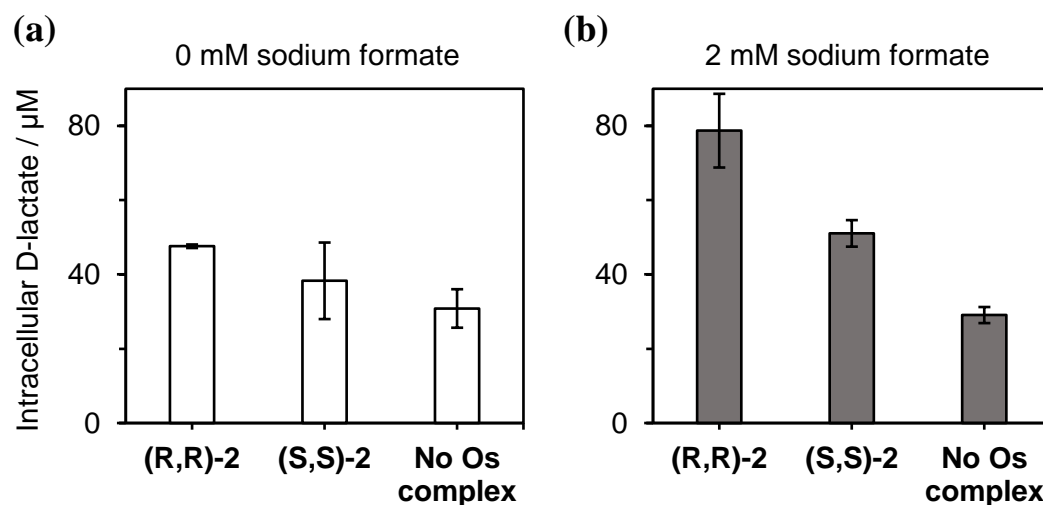 (a)
0 mM sodium formate
Intracellular D-lactate / µM
80
40
0
(R,R)-2
(S,S)-2
No Os
complex
(b)
2 mM sodium formate
80
40
0
(R,R)-2
(S,S)-2
No Os
complex